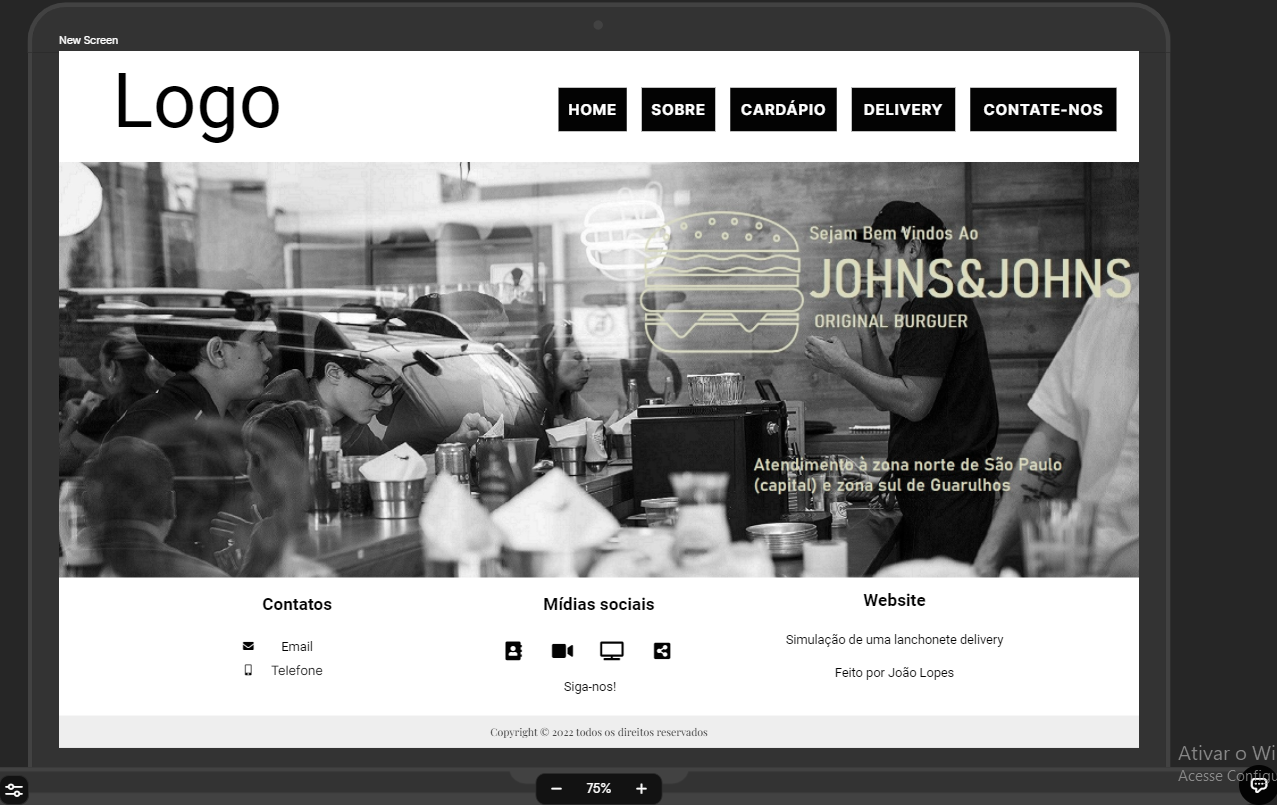 New Screen
Logo
HOME
SOBRE
CARDÁPIO
DELIVERY
CONTATE-NOS
Sejam Bem Vindos Ao
JOHNS&JOHNS
ORIGINAL BURGUER
Atendimento à zona norte de São Paulo
(capital) e zona sul de Guarulhos
Contatos
Email
Telefone
Mídias sociais
Siga-nos!
Website
Simulação de uma lanchonete delivery
Feito por João Lopes
Copyright © 2022 todos os direitos reservados
Ativar o Wi
Acesse Configu
75%